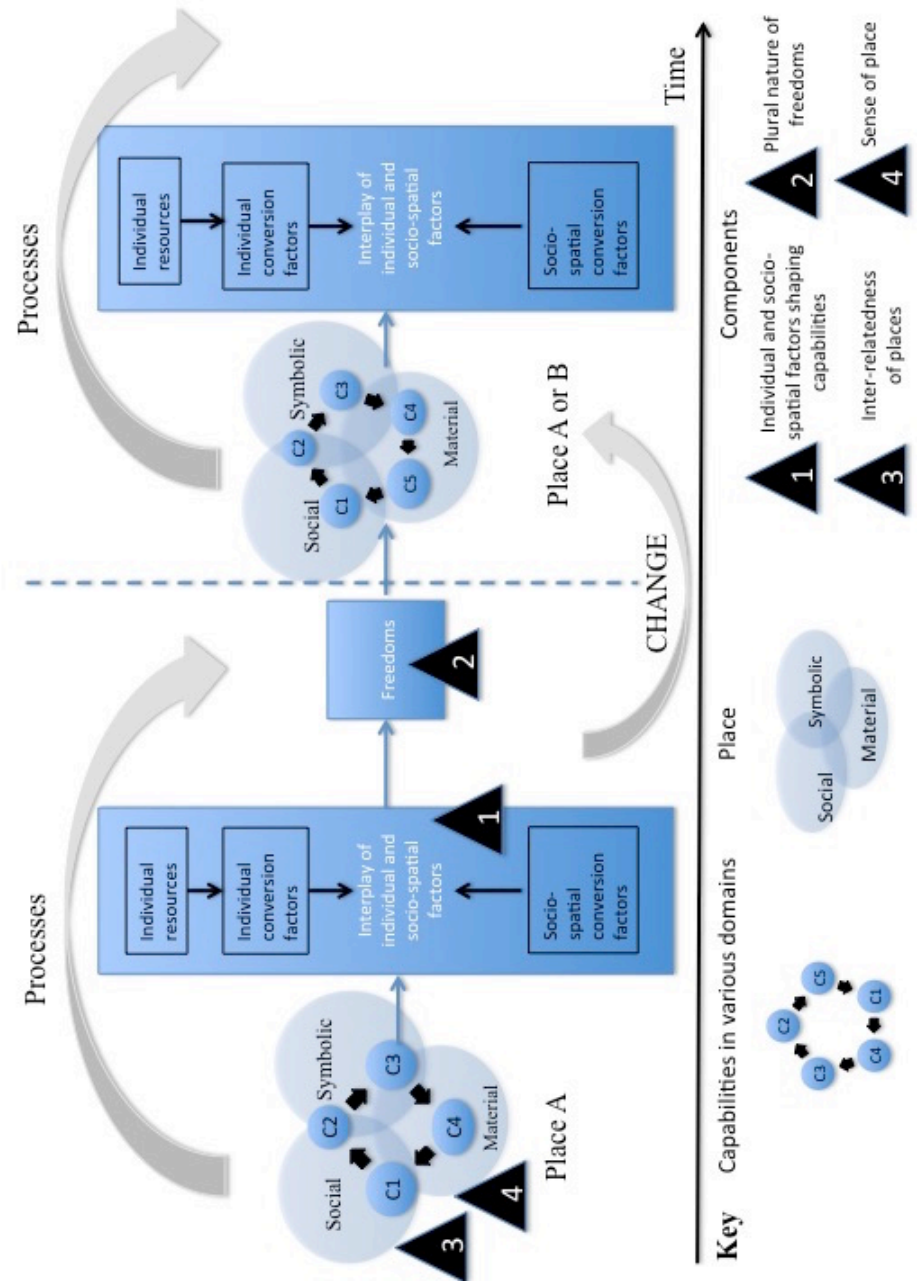 Processes
Processes
Social
Symbolic
Material
C1
C2
C3
C4
Place A
3
4
Individual
resources
Individual
conversion
factors
Interplay of
individual and
socio-spatial
factors
Socio-
spatial
conversion
factors
1
Freedoms
2
CHANGE
Social
Symbolic
Material
C1
C2
C3
C4
C5
Place A or B
Individual
resources
Individual
conversion
factors
Interplay of
individual and
socio-spatial
factors
Socio-
spatial
conversion
factors
Time
Key
Capabilities in various domains
C2
C5
C1
C4
C3
Place
Social
Symbolic
Material
Components
1
Individual and socio-
spatial factors shaping
capabilities
2
Plural nature of
freedoms
3
Inter-relatedness
of places
4
Sense of place